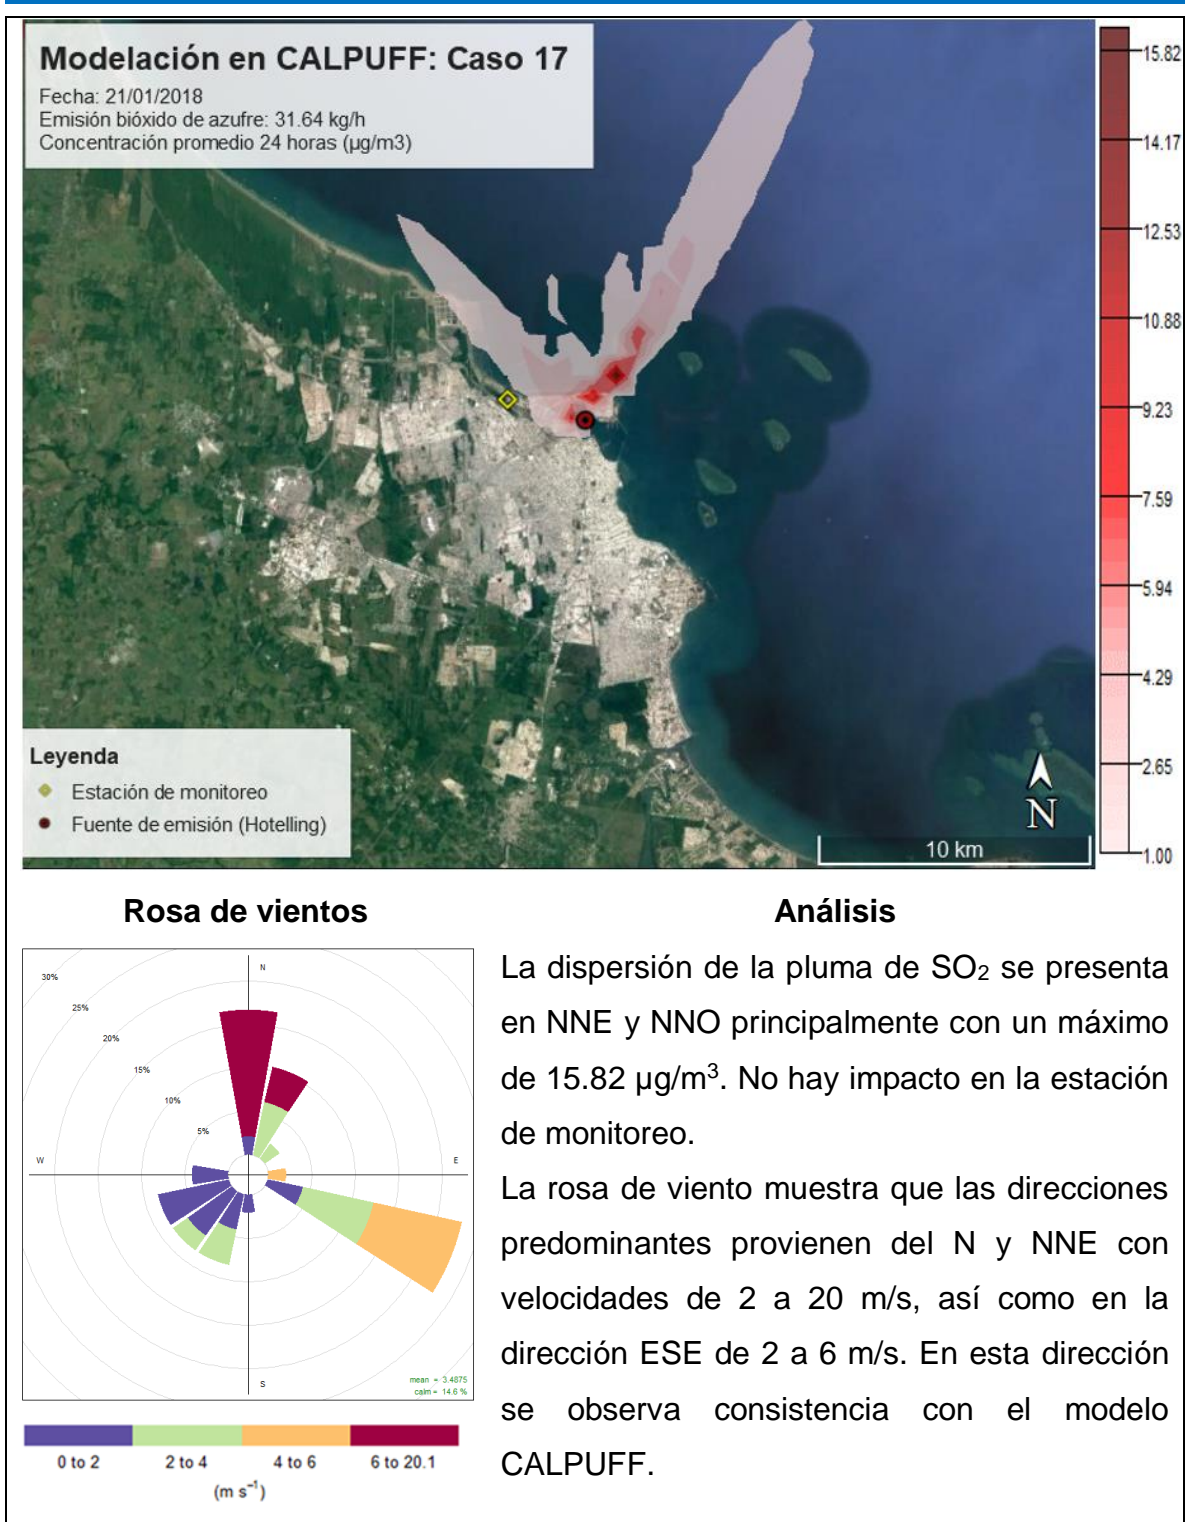 Modelación en CALPUFF: Caso 17
Fecha: 21/01/2018
Emisión bióxido de azufre: 31.64 kg/h
Concentración promedio 24 horas (µg/m3)
15.82
14.17
12.53
10.88
9.23
7.59
5.94
4.29
2.65
1.00
Leyenda
Estación de monitoreo
Fuente de emisión (Hotelling)
N
10 km
Rosa de vientos
30%
25%
20%
15%
10%
5%
N
W
E
S
mean = 3.4875
calm = 14.6 %
0 to 2
2 to 4
4 to 6
6 to 20.1
(m s⁻¹)
Análisis
La dispersión de la pluma de SO₂ se presenta
en NNE y NNO principalmente con un máximo
de 15.82 µg/m³. No hay impacto en la estación
de monitoreo.
La rosa de viento muestra que las direcciones
predominantes provienen del N y NNE con
velocidades de 2 a 20 m/s, así como en la
dirección ESE de 2 a 6 m/s. En esta dirección
se observa consistencia con el modelo
CALPUFF.